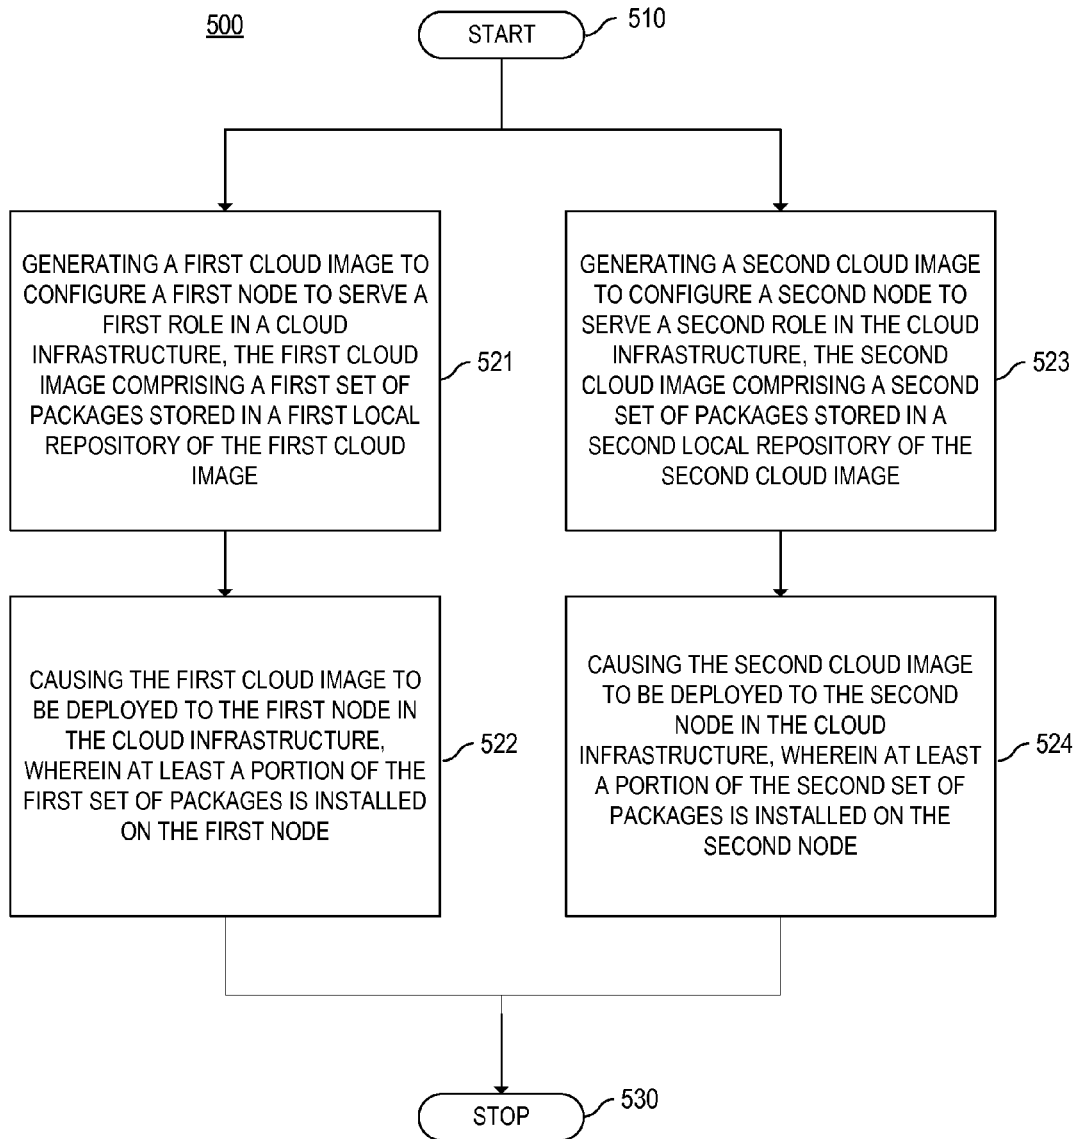 500
START
510
GENERATING A FIRST CLOUD IMAGE TO
CONFIGURE A FIRST NODE TO SERVE A
FIRST ROLE IN A CLOUD
INFRASTRUCTURE, THE FIRST CLOUD
IMAGE COMPRISING A FIRST SET OF
PACKAGES STORED IN A FIRST LOCAL
REPOSITORY OF THE FIRST CLOUD
IMAGE
521
GENERATING A SECOND CLOUD IMAGE
TO CONFIGURE A SECOND NODE TO
SERVE A SECOND ROLE IN THE CLOUD
INFRASTRUCTURE, THE SECOND
CLOUD IMAGE COMPRISING A SECOND
SET OF PACKAGES STORED IN A
SECOND LOCAL REPOSITORY OF THE
SECOND CLOUD IMAGE
523
CAUSING THE FIRST CLOUD IMAGE TO
BE DEPLOYED TO THE FIRST NODE IN
THE CLOUD INFRASTRUCTURE,
WHEREIN AT LEAST A PORTION OF THE
FIRST SET OF PACKAGES IS INSTALLED
ON THE FIRST NODE
522
CAUSING THE SECOND CLOUD IMAGE
TO BE DEPLOYED TO THE SECOND
NODE IN THE CLOUD
INFRASTRUCTURE, WHEREIN AT LEAST
A PORTION OF THE SECOND SET OF
PACKAGES IS INSTALLED ON THE
SECOND NODE
524
STOP
530